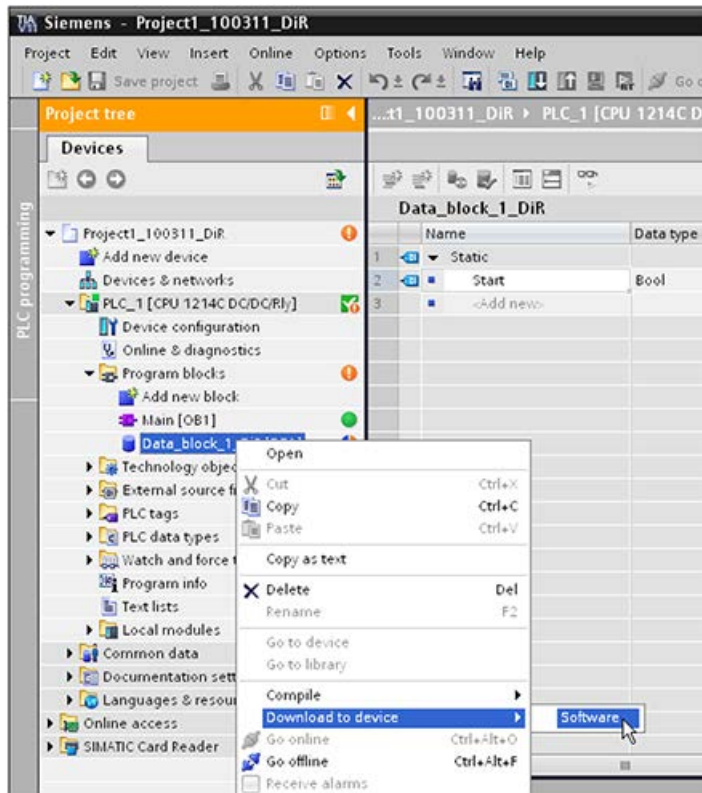 Siemens - Project1_100311_DiR
Project Edit View Insert Online Options Tools Window Help
Save project
Project tree
...t1_100311_DiR ▸ PLC_1 [CPU 1214C D
Devices
PLC programming
Data_block_1_DiR
Name Data type
1 Static
2 Start Bool
3 <Add new>
Project1_100311_DiR
Add new device
Devices & networks
PLC_1 [CPU 1214C DC/DC/Rly]
Device configuration
Online & diagnostics
Program blocks
Add new block
Main [OB1]
Data_block_1
Technology objec
External source fi
PLC tags
PLC data types
Watch and force t
Program info
Text lists
Local modules
Common data
Documentation sett
Languages & resour
Online access
SIMATIC Card Reader
Open
Cut Ctrl+X
Copy Ctrl+C
Paste Ctrl+V
Copy as text
Delete Del
Rename F2
Go to device
Go to library
Compile
Download to device
Software
Go online Ctrl+Alt+O
Go offline Ctrl+Alt+F
Receive alarms